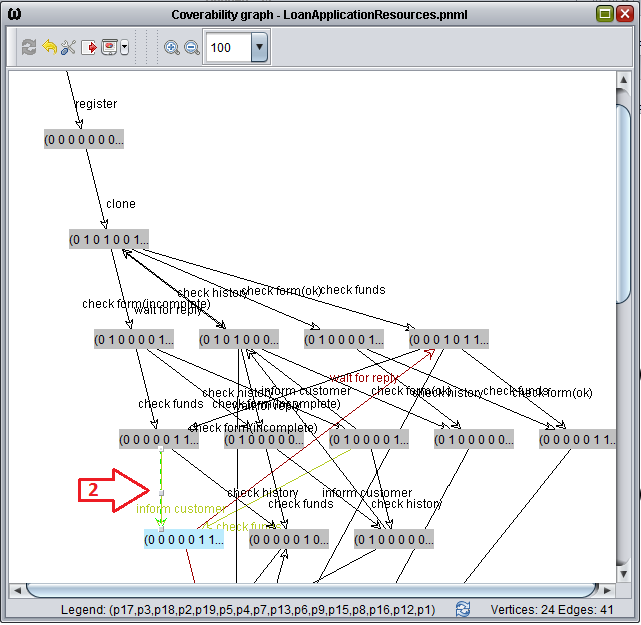 Coverability graph - LoanApplicationResources.pnml
100
register
(0 0 0 0 0 0 0...
clone
(0 1 0 1 0 0 1...
check history
check form(ok)
check funds
check form(incomplete)
wait for reply
(0 1 0 0 0 0 1...
(0 1 0 1 0 0 0...
(0 1 0 0 0 0 1...
(0 0 0 1 0 1 1...
wait for reply
check history
inform customer
check form(ok)
check history
check funds
check form(ok)
check funds
check form(incomplete)
wait for reply
check form(incomplete)
(0 0 0 0 0 1 1...
(0 1 0 0 0 0 0...
(0 1 0 0 0 0 1...
(0 1 0 0 0 0 0...
(0 0 0 0 0 1 1...
2
check history
inform customer
inform customer
check funds
check history
check funds
(0 0 0 0 0 1 1...
(0 0 0 0 0 1 0...
(0 1 0 0 0 0 0...
Legend: (p17,p3,p18,p2,p19,p5,p4,p7,p13,p6,p9,p15,p8,p16,p12,p1)
Vertices: 24 Edges: 41